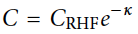 C = C_RHF e^{-κ}